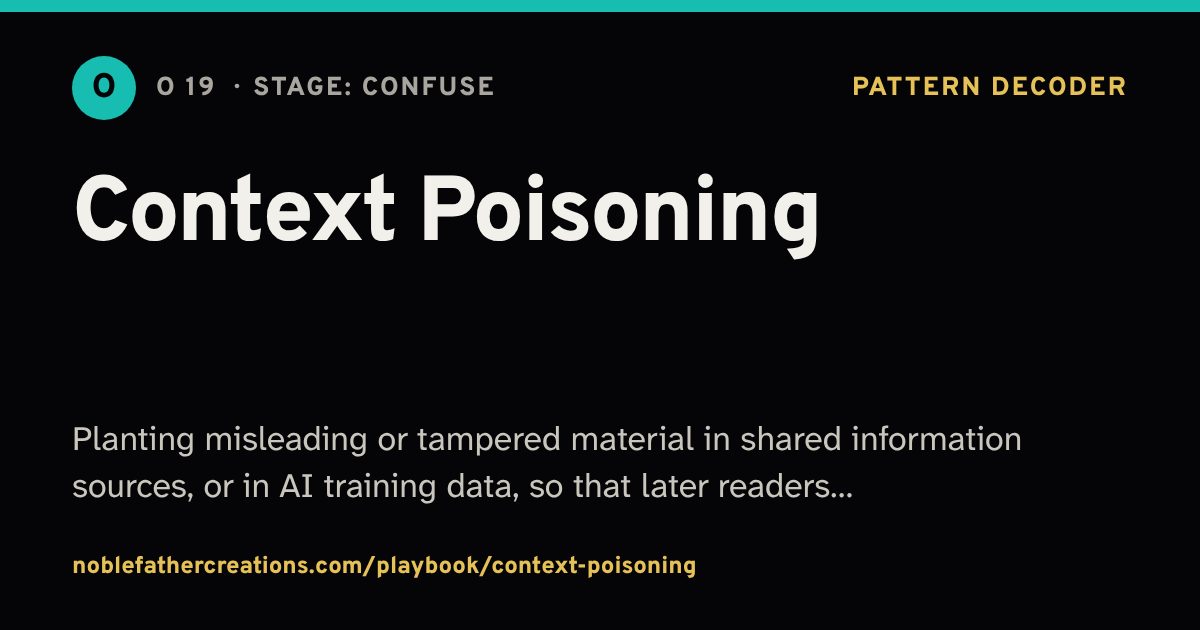 O O 19 · STAGE: CONFUSE PATTERN DECODER
Context Poisoning
Planting misleading or tampered material in shared information
sources, or in AI training data, so that later readers...
noblefathercreations.com/playbook/context-poisoning